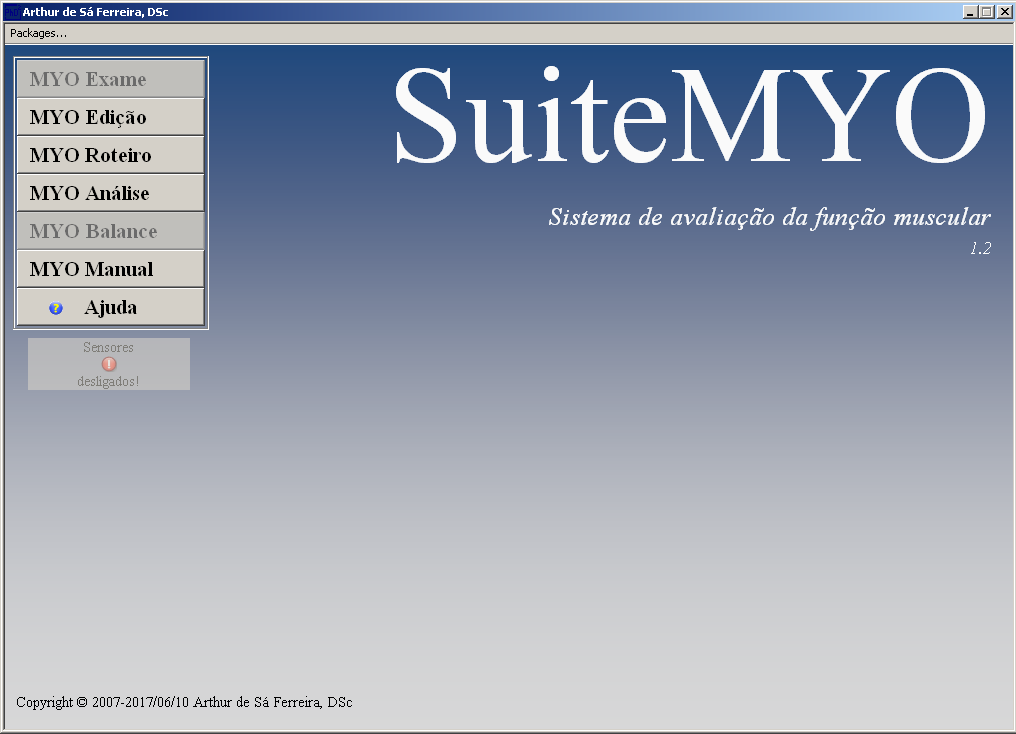 Arthur de Sá Ferreira, DSc
Packages...
MYO Exame
MYO Edição
MYO Roteiro
MYO Análise
MYO Balance
MYO Manual
? Ajuda
Sensores
!
desligados!
SuiteMYO
Sistema de avaliação da função muscular
1.2
Copyright © 2007-2017/06/10 Arthur de Sá Ferreira, DSc